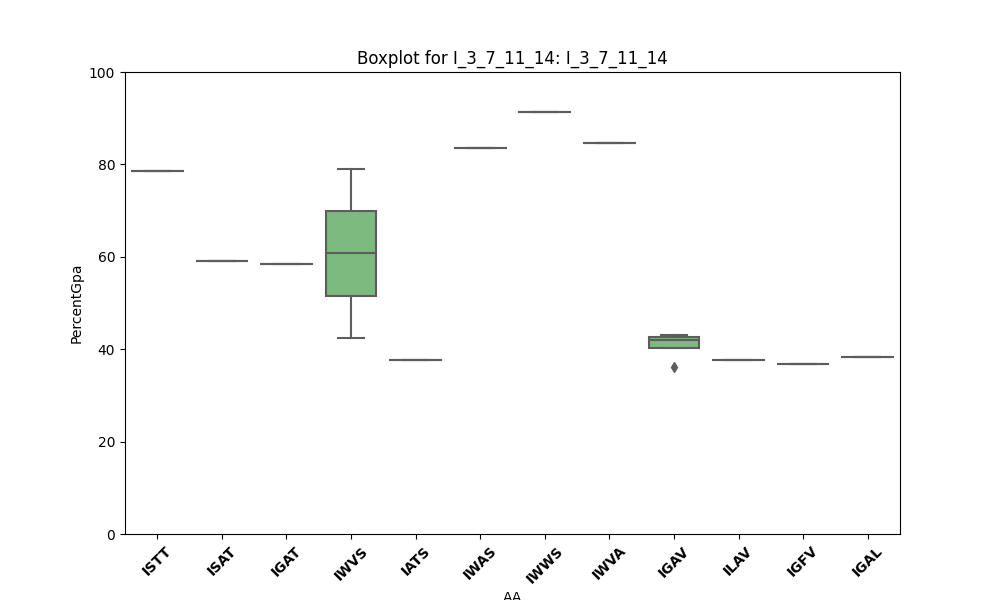 Boxplot for I_3_7_11_14: I_3_7_11_14
100
80
60
40
20
0
PercentGpa
ISTT
ISAT
IGAT
IWVS
IATS
IWAS
IWWS
IWVA
IGAV
ILAV
IGFV
IGAL
AA